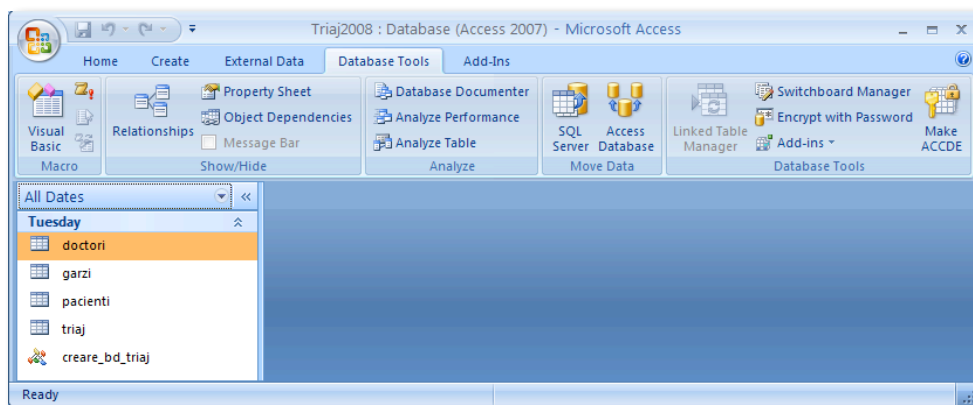 Triaj2008 : Database (Access 2007) - Microsoft Access
Home Create External Data Database Tools Add-Ins
Visual Basic
Macro
Relationships
Property Sheet
Object Dependencies
Message Bar
Show/Hide
Database Documenter
Analyze Performance
Analyze Table
Analyze
SQL Server
Access Database
Move Data
Linked Table Manager
Switchboard Manager
Encrypt with Password
Add-ins
Make ACCDE
Database Tools
All Dates
Tuesday
doctori
garzi
pacienti
triaj
creare_bd_triaj
Ready